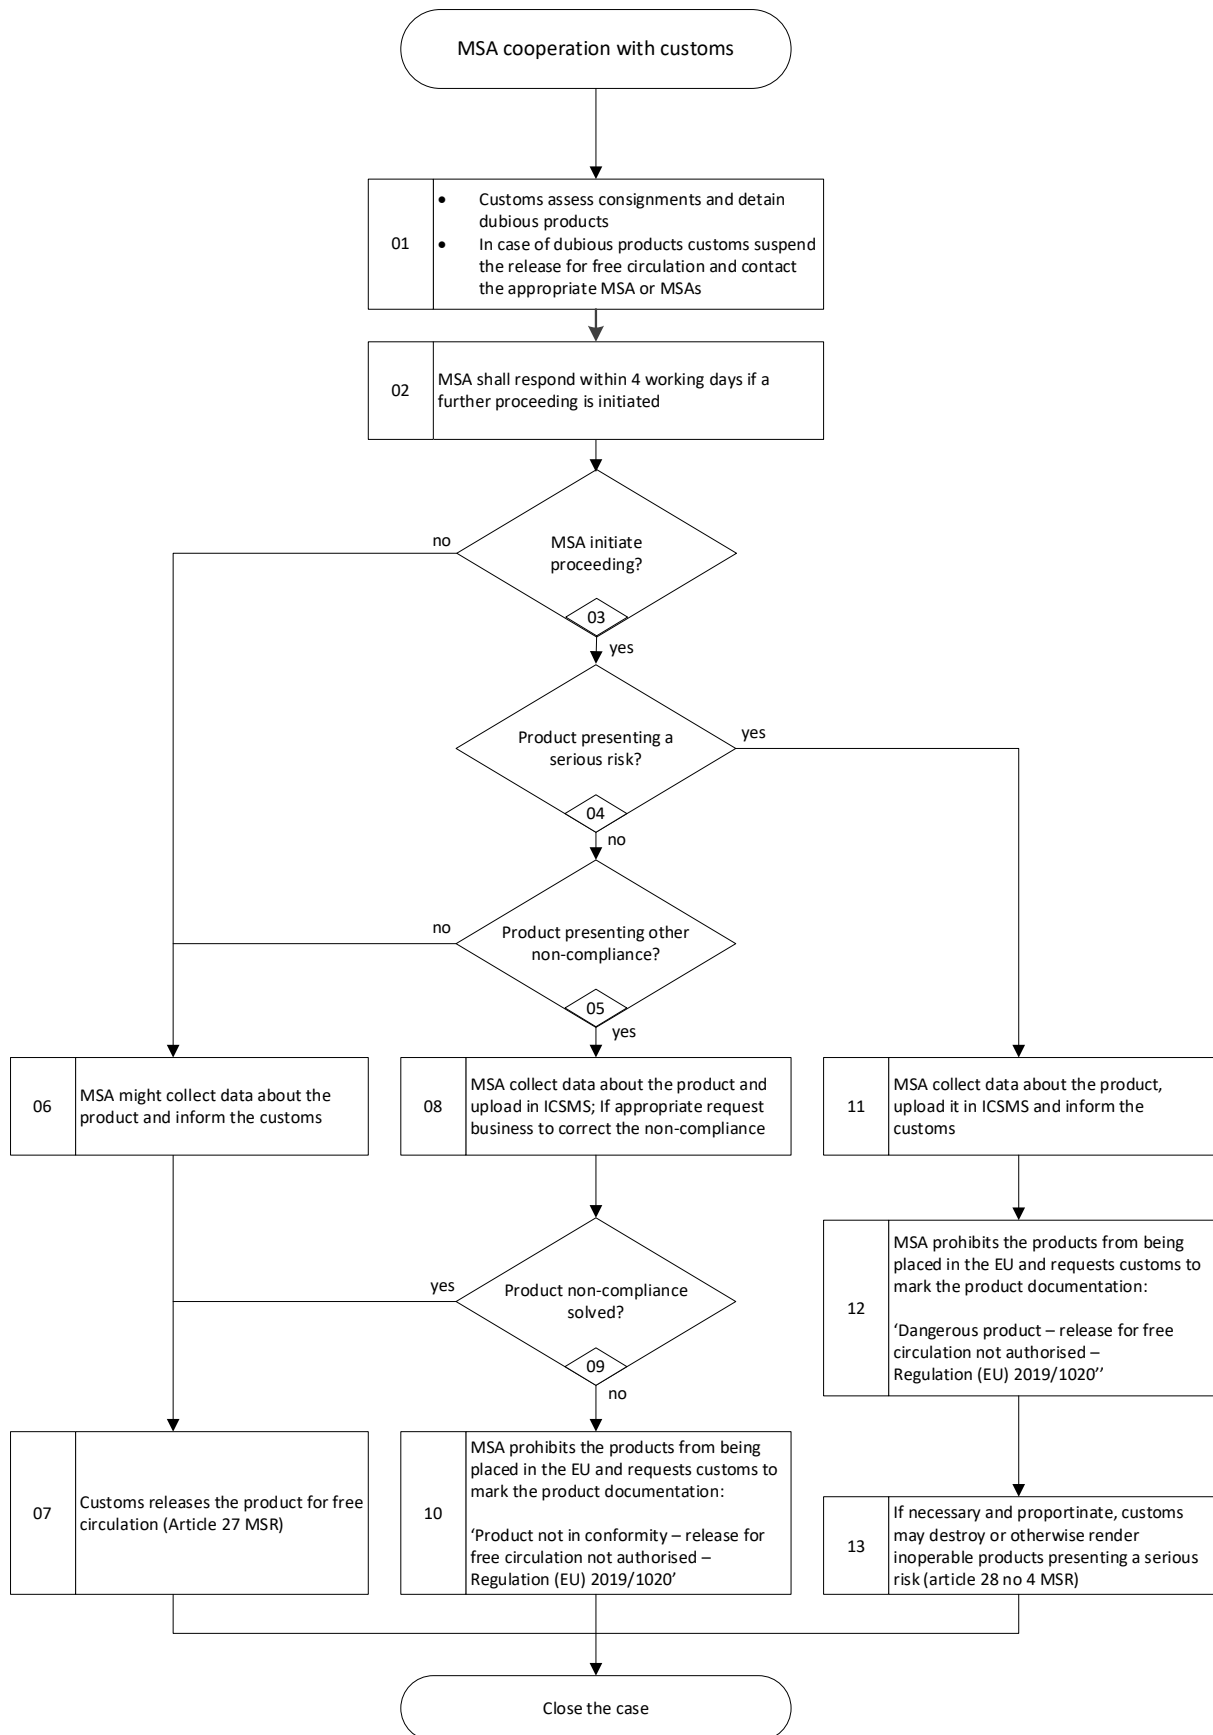 MSA cooperation with customs
01
• Customs assess consignments and detain
dubious products
• In case of dubious products customs suspend
the release for free circulation and contact
the appropriate MSA or MSAs
02
MSA shall respond within 4 working days if a
further proceeding is initiated
MSA initiate
proceeding?
03
no
yes
Product presenting a
serious risk?
04
yes
no
Product presenting other
non-compliance?
05
no
yes
06
MSA might collect data about the
product and inform the customs
08
MSA collect data about the product and
upload in ICSMS; If appropriate request
business to correct the non-compliance
11
MSA collect data about the product,
upload it in ICSMS and inform the
customs
Product non-compliance
solved?
09
yes
no
12
MSA prohibits the products from being
placed in the EU and requests customs to
mark the product documentation:
‘Dangerous product – release for free
circulation not authorised –
Regulation (EU) 2019/1020’’
07
Customs releases the product for free
circulation (Article 27 MSR)
10
MSA prohibits the products from being
placed in the EU and requests customs to
mark the product documentation:
‘Product not in conformity – release for
free circulation not authorised –
Regulation (EU) 2019/1020’
13
If necessary and proportinate, customs
may destroy or otherwise render
inoperable products presenting a serious
risk (article 28 no 4 MSR)
Close the case